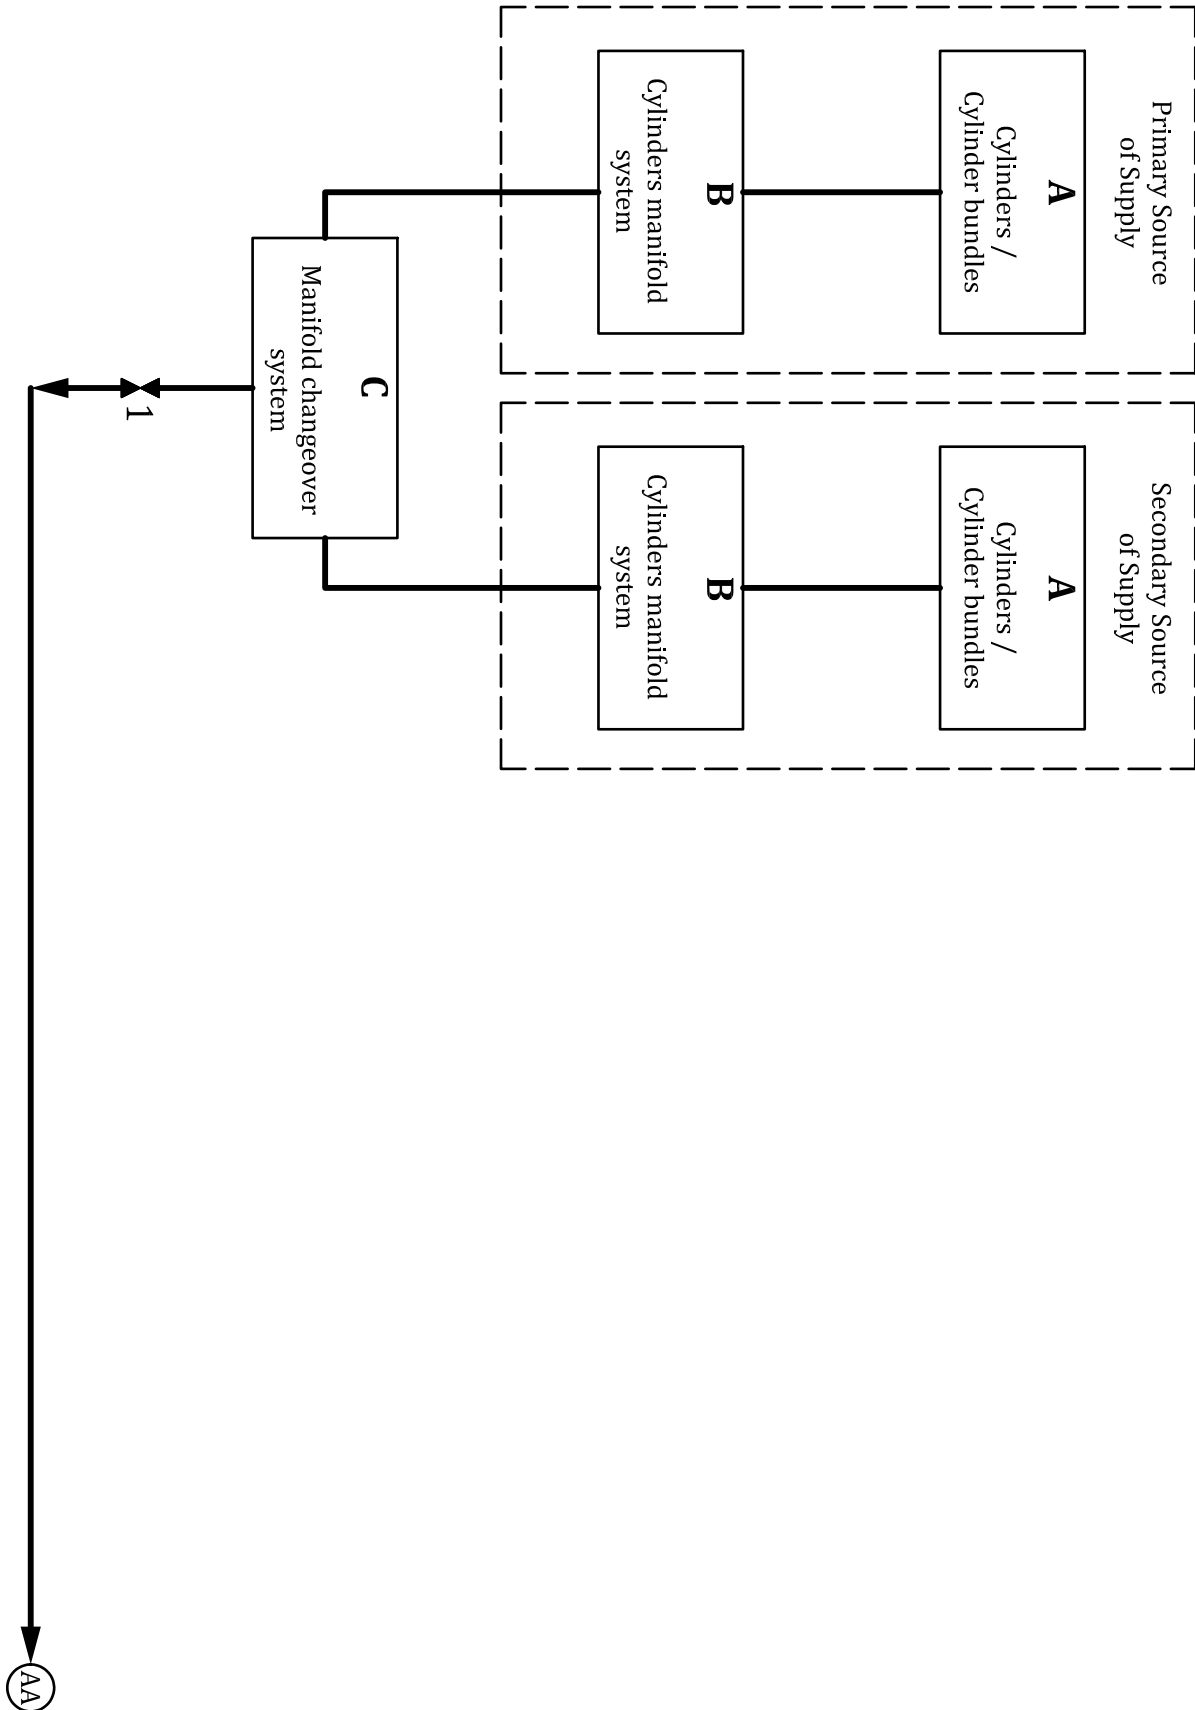 Primary Source
of Supply
A
Cylinders /
Cylinder bundles
B
Cylinders manifold
system
Secondary Source
of Supply
A
Cylinders /
Cylinder bundles
B
Cylinders manifold
system
C
Manifold changeover
system
1
AA